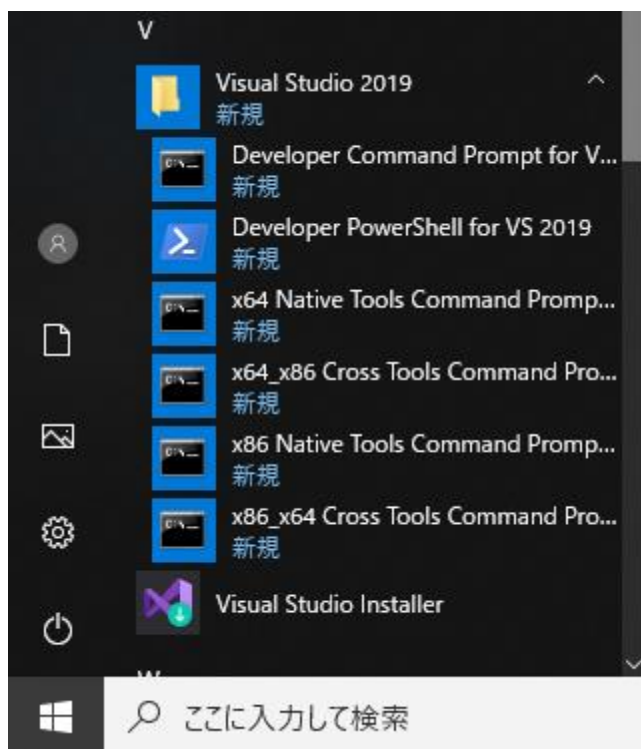 V
Visual Studio 2019
新規
Developer Command Prompt for V...
新規
Developer PowerShell for VS 2019
新規
x64 Native Tools Command Promp...
新規
x64_x86 Cross Tools Command Pro...
新規
x86 Native Tools Command Promp...
新規
x86_x64 Cross Tools Command Pro...
新規
Visual Studio Installer
ここに入力して検索